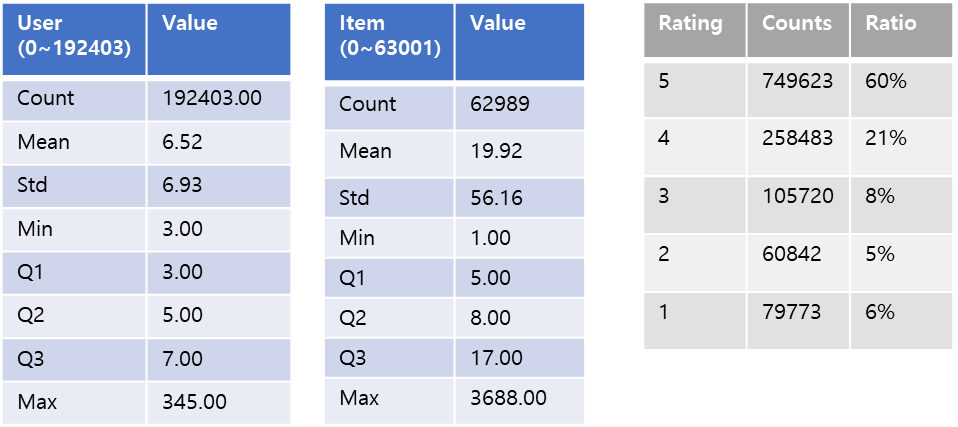 User (0~192403) Value
Count 192403.00
Mean 6.52
Std 6.93
Min 3.00
Q1 3.00
Q2 5.00
Q3 7.00
Max 345.00
Item (0~63001) Value
Count 62989
Mean 19.92
Std 56.16
Min 1.00
Q1 5.00
Q2 8.00
Q3 17.00
Max 3688.00
Rating Counts Ratio
5 749623 60%
4 258483 21%
3 105720 8%
2 60842 5%
1 79773 6%